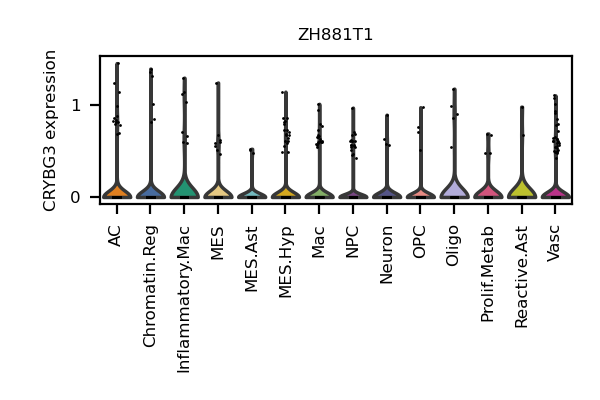 ZH881T1
CRYBG3 expression
1
0
AC
Chromatin.Reg
Inflammatory.Mac
MES
MES.Ast
MES.Hyp
Mac
NPC
Neuron
OPC
Oligo
Prolif.Metab
Reactive.Ast
Vasc